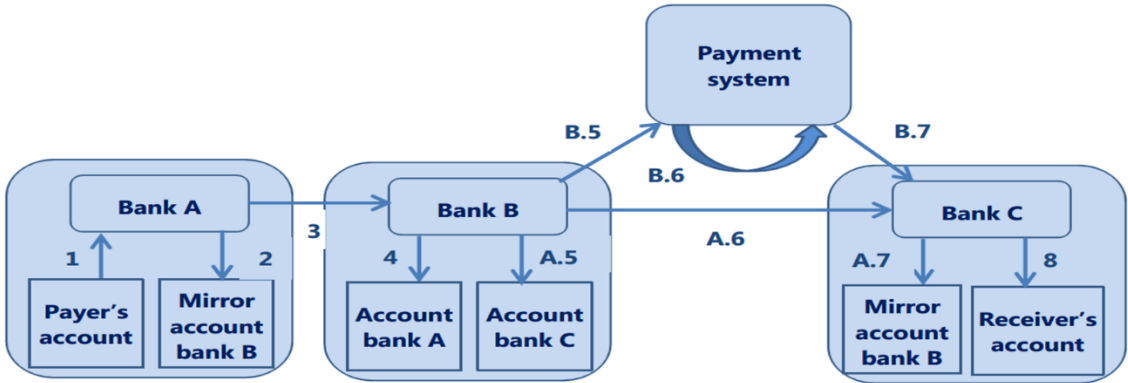 Payment
system
B.5
B.7
B.6
Bank A
Bank B
Bank C
3
A.6
1
2
4
A.5
A.7
8
Payer’s
account
Mirror
account
bank B
Account
bank A
Account
bank C
Mirror
account
bank B
Receiver’s
account